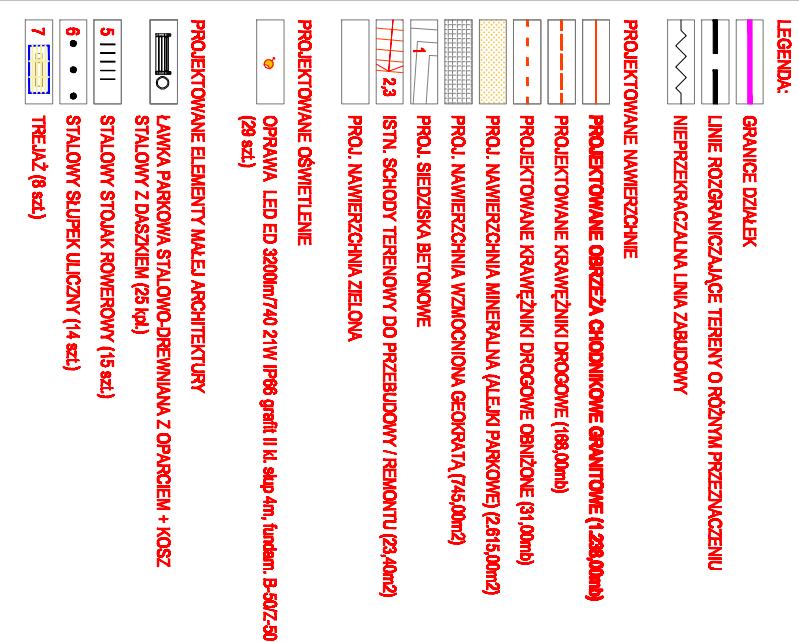 LEGENDA:
GRANICE DZIAŁEK
LINIE ROZGRANICZAJĄCE TERENY O RÓŻNYM PRZEZNACZENIU
NIEPRZEKRACZALNA LINIA ZABUDOWY
PROJEKTOWANE NAWIERZCHNIE
PROJEKTOWANE OBRZEŻA CHODNIKOWE GRANITOWE (1.236,00mb)
PROJEKTOWANE KRAWĘŻNIKI DROGOWE (168,00mb)
PROJEKTOWANE KRAWĘŻNIKI DROGOWE OBNIŻONE (31,00mb)
PROJ. NAWIERZCHNIA MINERALNA (ALEJKI PARKOWE) (2.615,00m2)
PROJ. NAWIERZCHNIA WZMOCNIONA GEOKRATĄ (745,00m2)
1 PROJ. SIEDZISKA BETONOWE
2,3 ISTN. SCHODY TERENOWY DO PRZEBUDOWY / REMONTU (23,40m2)
PROJ. NAWIERZCHNIA ZIELONA
PROJEKTOWANE OŚWIETLENIE
OPRAWA LED ED 3200lm/740 21W IP66 grafit II kl. słup 4m, fundam. B-50/Z-50
(29 szt.)
PROJEKTOWANE ELEMENTY MAŁEJ ARCHITEKTURY
ŁAWKA PARKOWA STALOWO-DREWNIANA Z OPARCIEM + KOSZ
STALOWY Z DASZKIEM (25 kpl.)
5 STALOWY STOJAK ROWEROWY (15 szt.)
6 STALOWY SŁUPEK ULICZNY (14 szt.)
7 TREJAŻ (8 szt.)